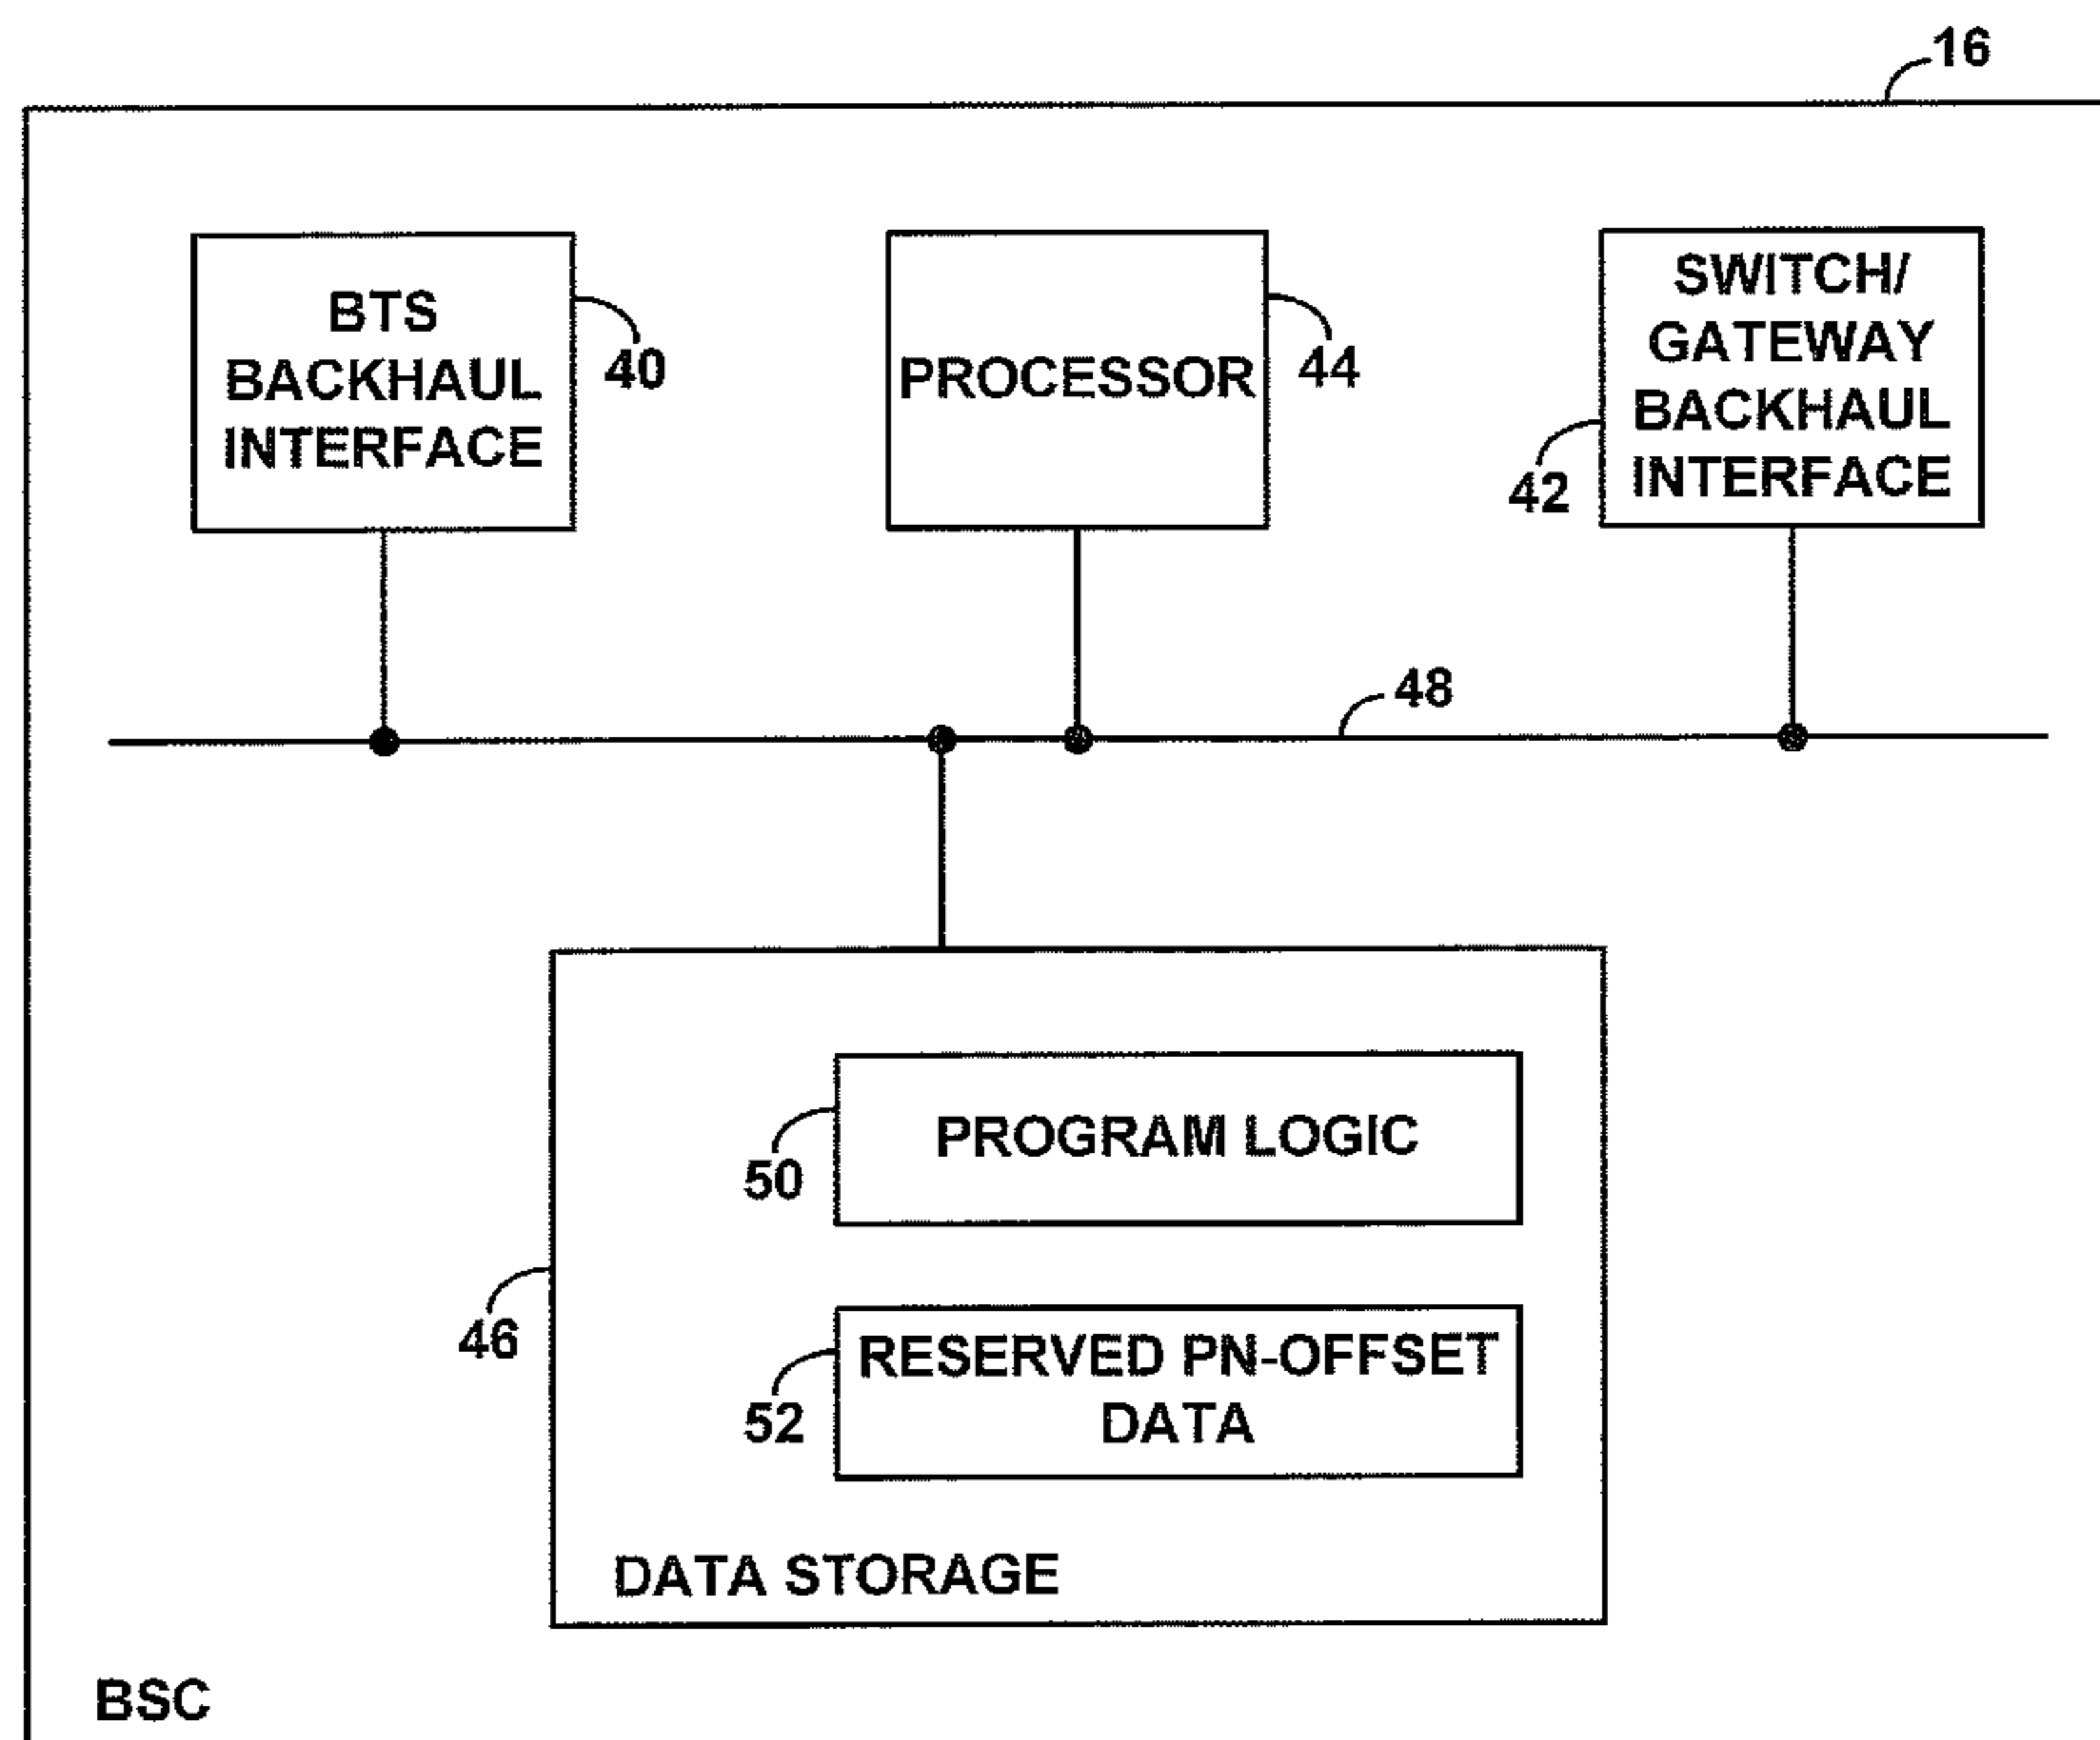 16
BTS
BACKHAUL
INTERFACE
40
PROCESSOR
44
SWITCH/
GATEWAY
BACKHAUL
INTERFACE
42
48
PROGRAM LOGIC
50
46
RESERVED PN-OFFSET
DATA
52
DATA STORAGE
BSC